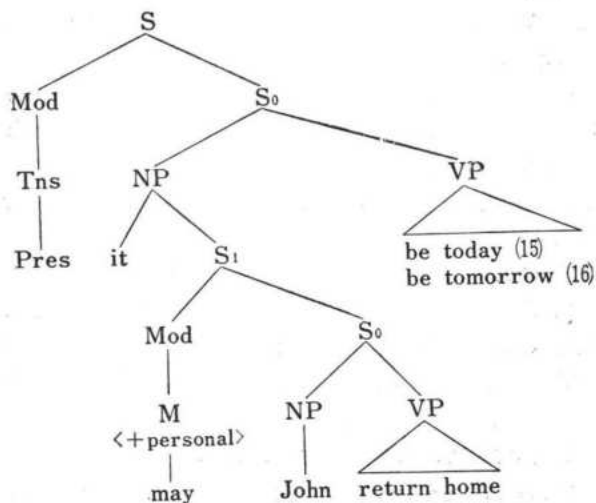 S
Mod S₀
Tns NP VP
Pres it S₁ be today (15)
be tomorrow (16)
Mod S₀
M NP VP
<+personal>
may John return home